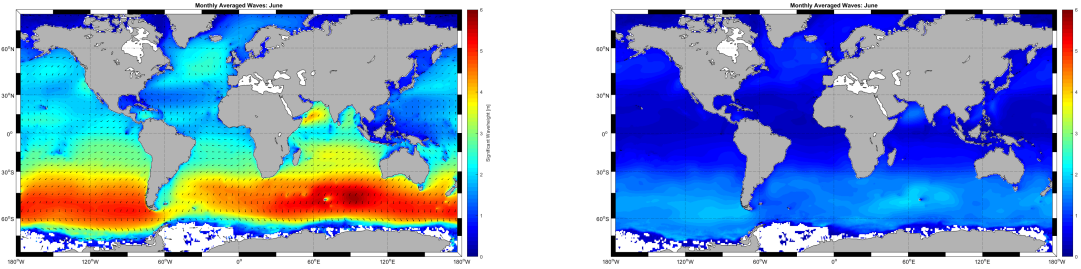 Monthly Averaged Waves: June
60°N
30°N
0°
30°S
60°S
180°W
120°W
60°W
0°
60°E
120°E
180°W
6
5
4
3
2
1
0
Significant Waveheight [m]
Monthly Averaged Waves: June
60°N
30°N
0°
30°S
60°S
180°W
120°W
60°W
0°
60°E
120°E
180°W
6
5
4
3
2
1
0